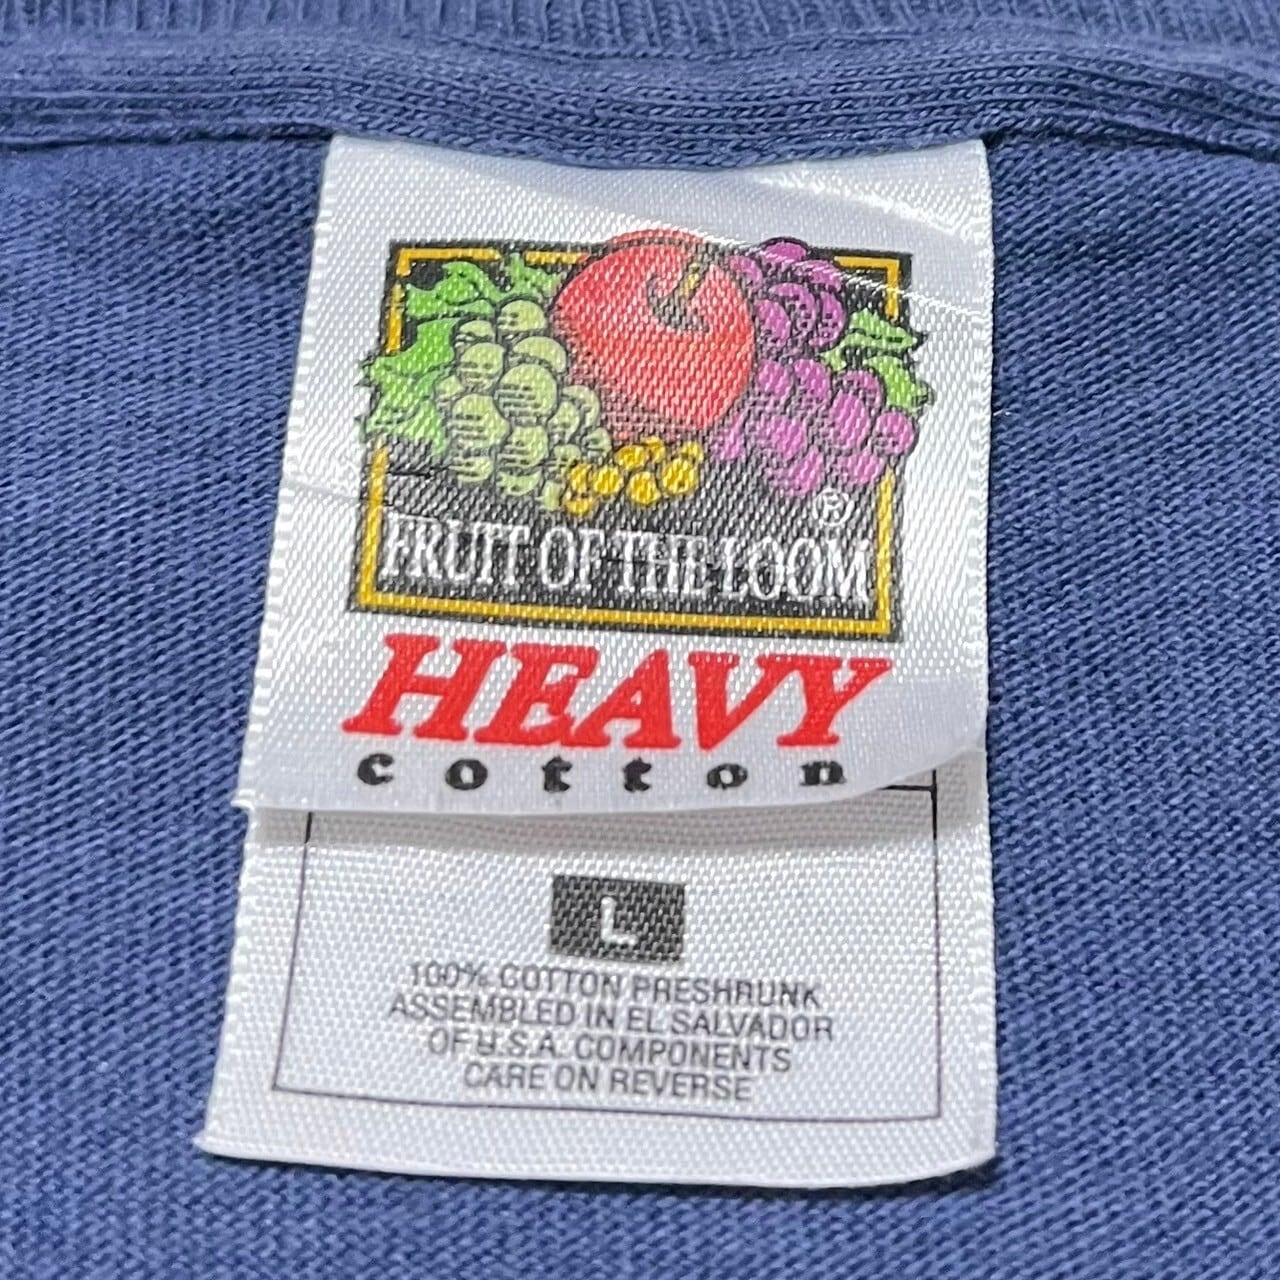 ®
FRUIT OF THE LOOM
HEAVY
cotton
L
100% COTTON PRESHRUNK
ASSEMBLED IN EL SALVADOR
OF U.S.A. COMPONENTS
CARE ON REVERSE